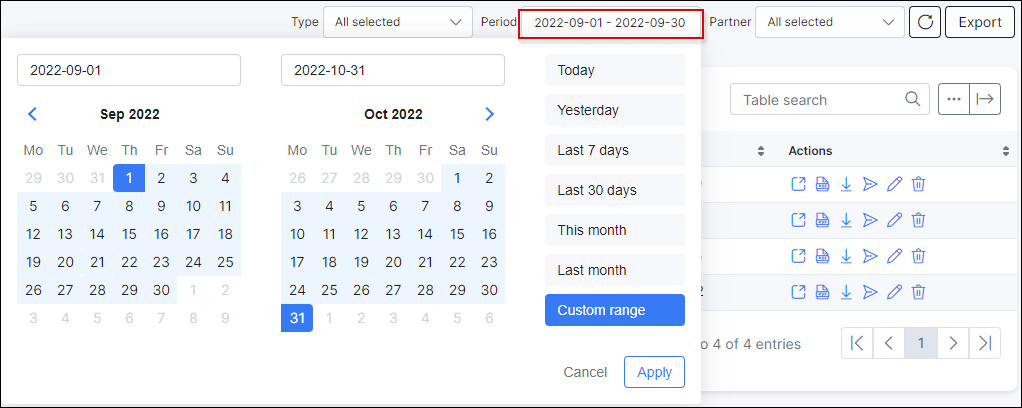 Type All selected Period 2022-09-01 - 2022-09-30 Partner All selected Export
2022-09-01 2022-10-31 Today
Table search
Sep 2022 Oct 2022 Yesterday
Mo Tu We Th Fr Sa Su Mo Tu We Th Fr Sa Su Last 7 days Actions
29 30 31 1 2 3 4 26 27 28 29 30 1 2
5 6 7 8 9 10 11 3 4 5 6 7 8 9 Last 30 days
12 13 14 15 16 17 18 10 11 12 13 14 15 16 This month
19 20 21 22 23 24 25 17 18 19 20 21 22 23 Last month
26 27 28 29 30 1 2 24 25 26 27 28 29 30
3 4 5 6 7 8 9 31 1 2 3 4 5 6 Custom range
o 4 of 4 entries 1
Cancel Apply